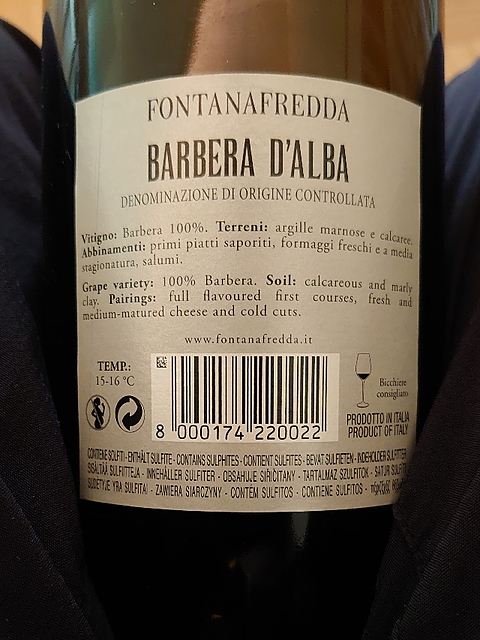 FONTANAFREDDA
BARBERA D'ALBA
DENOMINAZIONE DI ORIGINE CONTROLLATA
Vitigno: Barbera 100%. Terreni: argille marnose e calcaree.
Abbinamenti: primi piatti saporiti, formaggi freschi e a media
stagionatura, salumi.
Grape variety: 100% Barbera. Soil: calcareous and marly
clay. Pairings: full flavoured first courses, fresh and
medium-matured cheese and cold cuts.
www.fontanafredda.it
TEMP.:
15-16 °C
Bicchiere
consigliato
8 000174 220022
PRODOTTO IN ITALIA
PRODUCT OF ITALY
CONTIENE SOLFITI - ENTHÄLT SULFITE - CONTAINS SULPHITES - CONTIENT SULFITES - BEVAT SULFIETEN - INDEHOLDER SULFITTER
SISÄLTÄÄ SULFIITTEJA - INNEHÅLLER SULFITER - OBSAHUJE SIŘIČITANY - TARTALMAZ SZULFITOK - SATUR
SUDĖTYJE YRA SULFITAI - ZAWIERA SIARCZYNY - CONTÉM SULFITOS - CONTIENE SULFITOS -